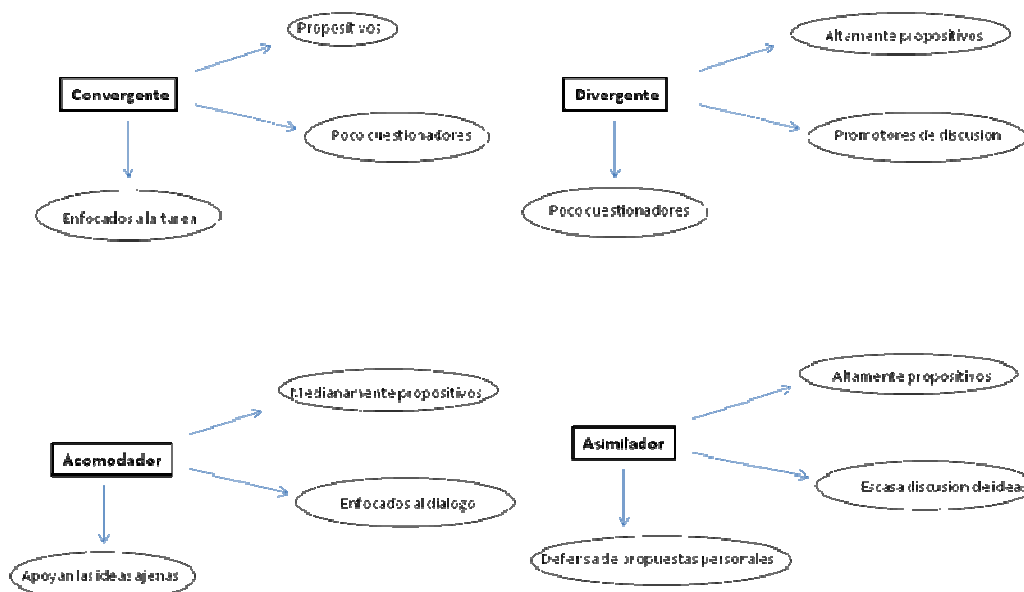 Propositivos
Convergente
Poco cuestionadores
Enfocados a la tarea
Altamente propositivos
Divergente
Promotores de discusion
Poco cuestionadores
Medianamente propositivos
Acomodador
Enfocados al dialogo
Apoyan las ideas ajenas
Altamente propositivos
Asimilador
Escasa discusion de ideas
Defensa de propuestas personales